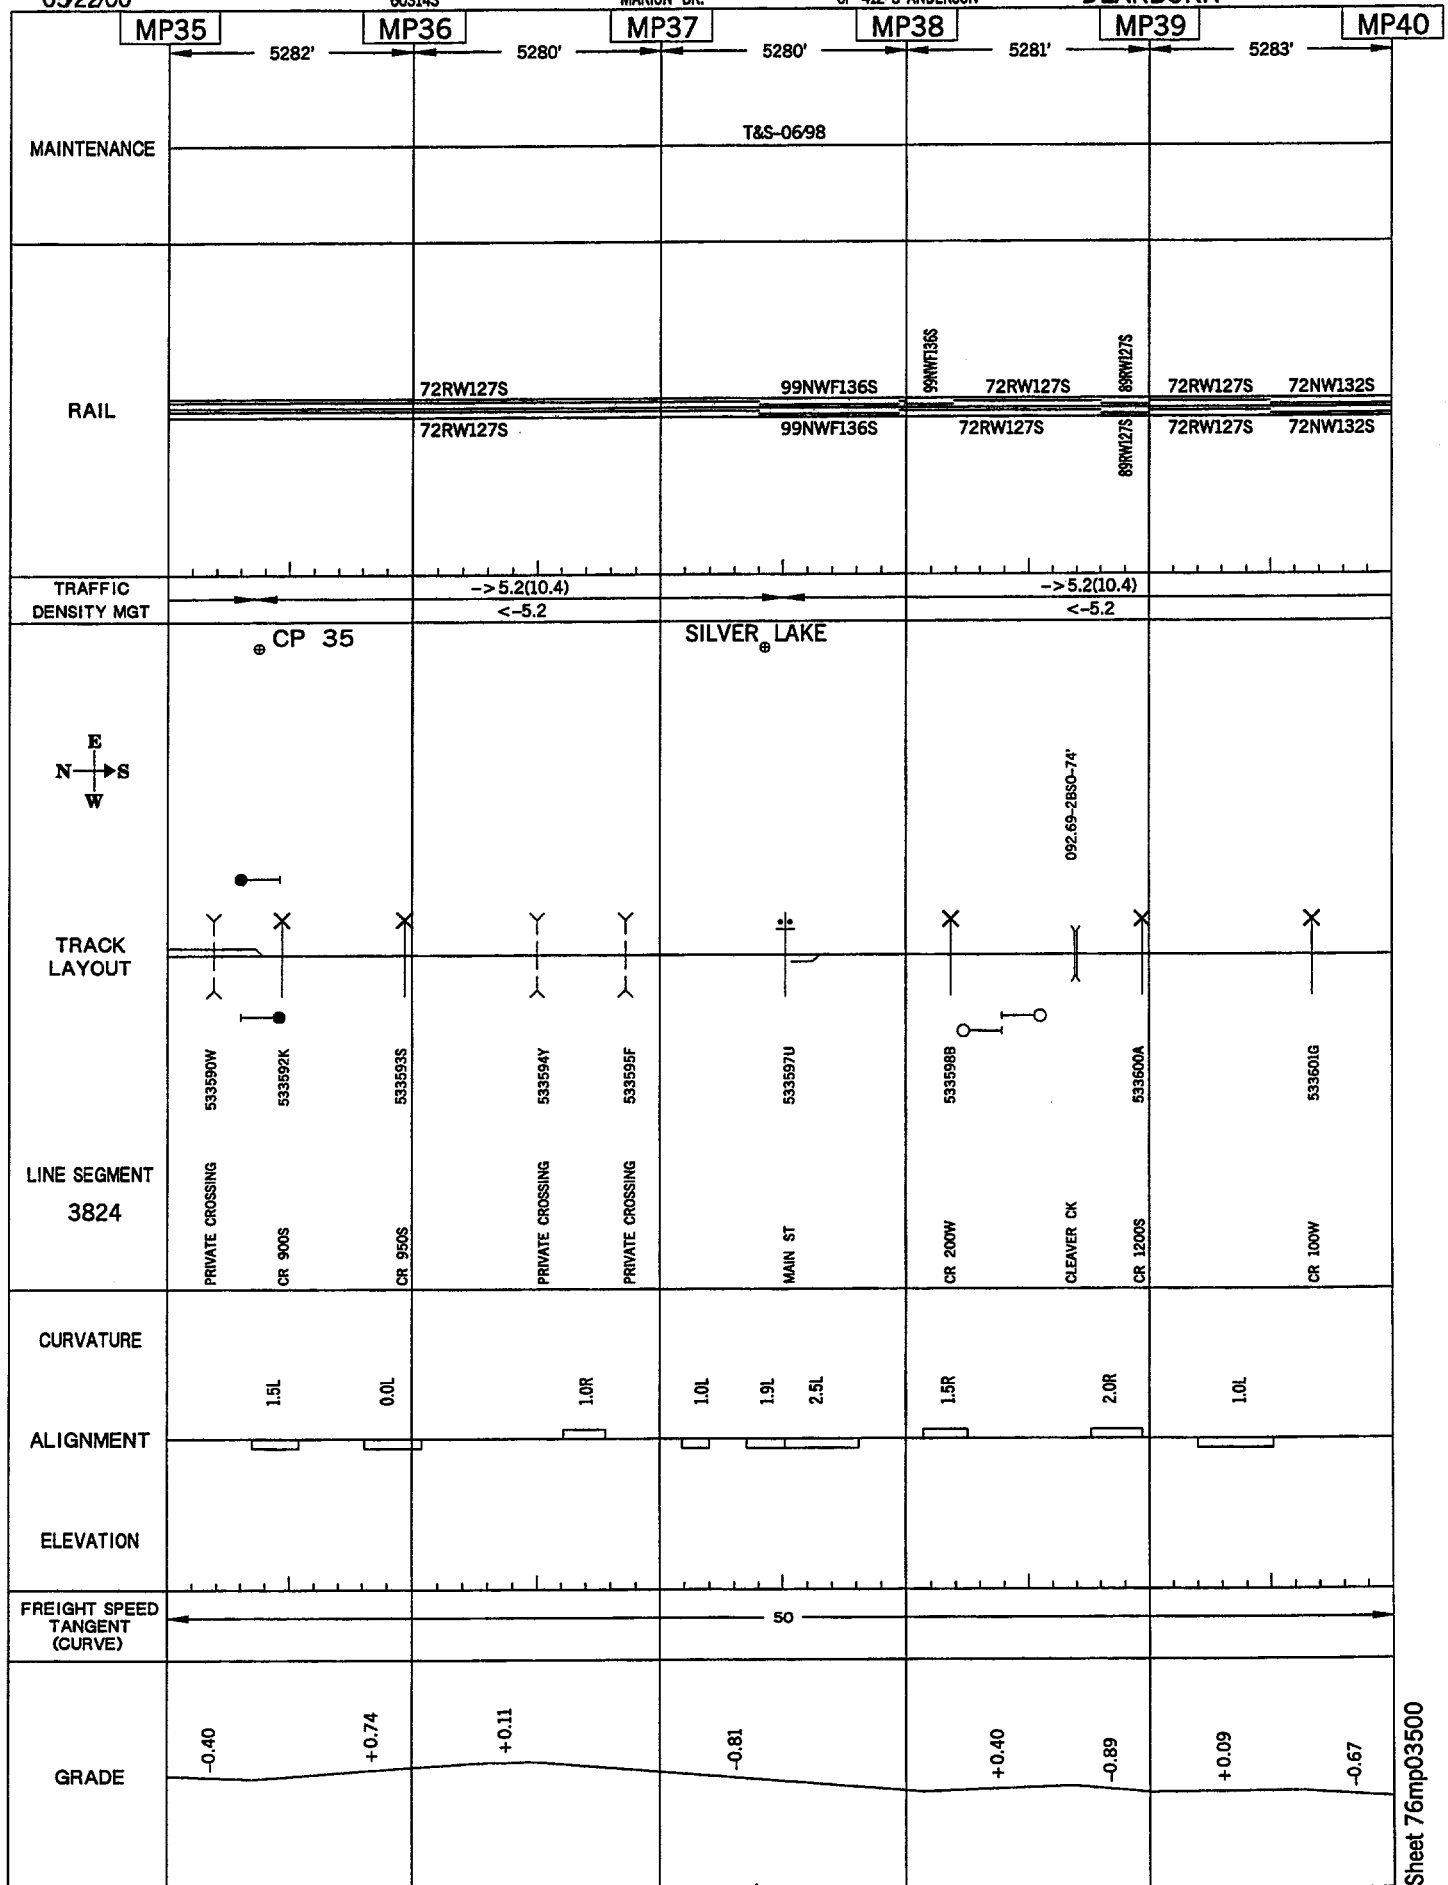 MARION BR.
DEARBORN
MP35 MP36 MP37 MP38 MP39 MP40
5282' 5280' 5280' 5281' 5283'
MAINTENANCE
T&S-06/98
RAIL
72RW127S 99NWF136S 99NWF136S 72RW127S 89RW127S 72RW127S 72NW132S
72RW127S 99NWF136S 72RW127S 89RW127S 72RW127S 72NW132S
TRAFFIC
DENSITY MGT
->5.2(10.4) ->5.2(10.4)
<-5.2 <-5.2
CP 35 SILVER LAKE
E
N S
W
092.69-2BSO-74'
TRACK
LAYOUT
533590W 533592K 533593S 533594Y 533595F 533597U 533598B 533600A 533601G
LINE SEGMENT
3824
PRIVATE CROSSING CR 900S CR 950S PRIVATE CROSSING PRIVATE CROSSING MAIN ST CR 200W CLEAVER CK CR 1200S CR 100W
CURVATURE
1.5L 0.0L 1.0R 1.0L 1.9L 2.5L 1.5R 2.0R 1.0L
ALIGNMENT
ELEVATION
FREIGHT SPEED
TANGENT
(CURVE)
50
GRADE
-0.40 +0.74 +0.11 -0.81 +0.40 -0.89 +0.09 -0.67
Sheet 76mp03500